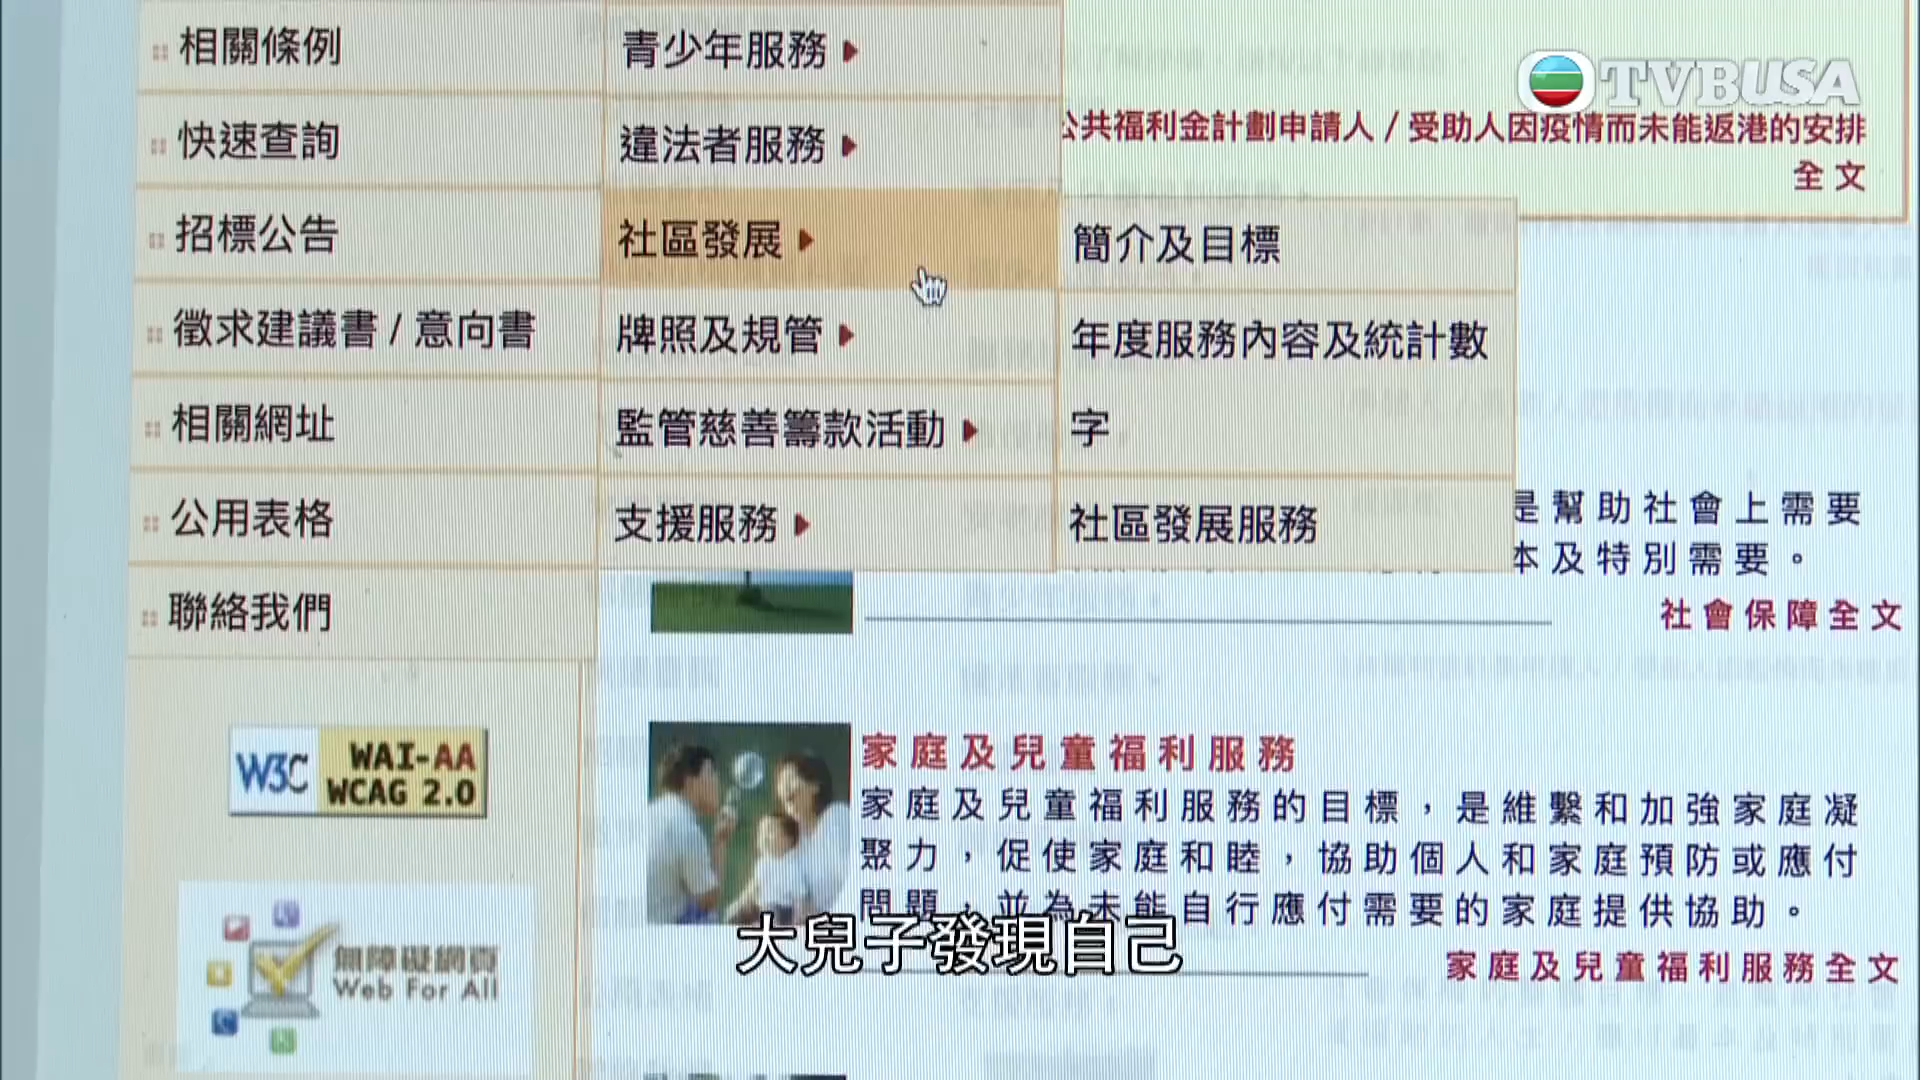 相關條例
快速查詢
招標公告
徵求建議書 / 意向書
相關網址
公用表格
聯絡我們
青少年服務
違法者服務
社區發展
牌照及規管
監管慈善籌款活動
支援服務
簡介及目標
年度服務內容及統計數
字
社區發展服務
TVBUSA
公共福利金計劃申請人 / 受助人因疫情而未能返港的安排
全文
是幫助社會上需要
本及特別需要。
社會保障全文
家庭及兒童福利服務
家庭及兒童福利服務的目標，是維繫和加強家庭凝
聚力，促使家庭和睦，協助個人和家庭預防或應付
問題，並為未能自行應付需要的家庭提供協助。
家庭及兒童福利服務全文
W3C WAI-AA
WCAG 2.0
無障礙網頁
Web For All
大兒子發現自己